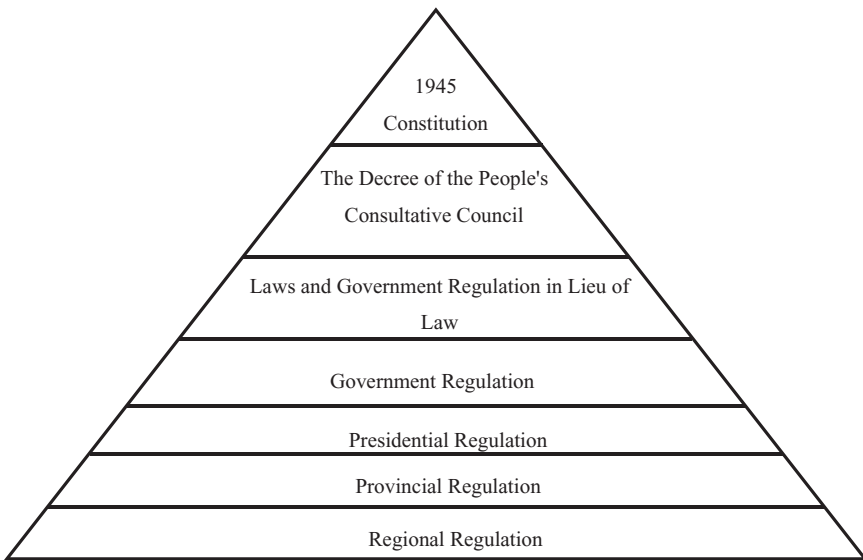 1945
Constitution
The Decree of the People's
Consultative Council
Laws and Government Regulation in Lieu of
Law
Government Regulation
Presidential Regulation
Provincial Regulation
Regional Regulation